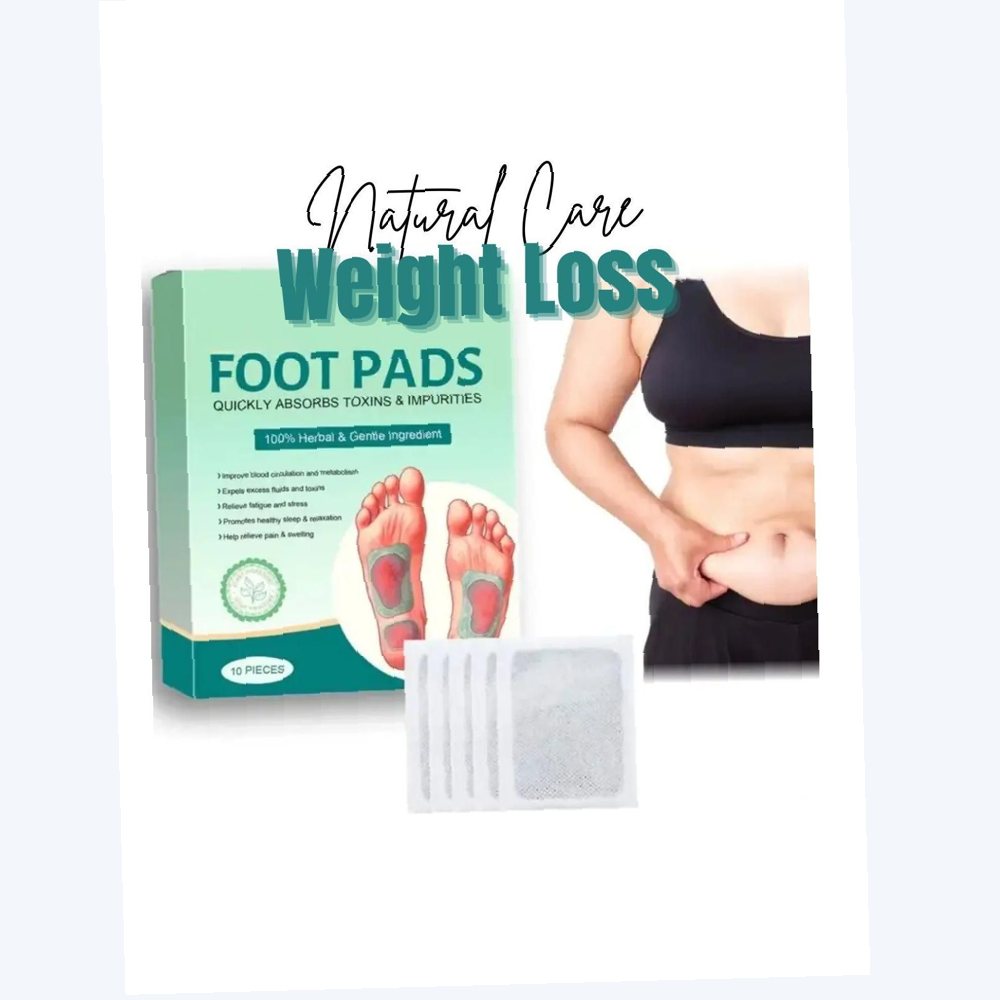 Natural Care
Weight Loss
FOOT PADS
QUICKLY ABSORBS TOXINS & IMPURITIES
100% Herbal & Gentle Ingredient
Improve blood circulation and metabolism
Expels excess fluids and toxins
Relieve fatigue and stress
Promotes healthy sleep & relaxation
Help relieve pain & swelling
10 PIECES